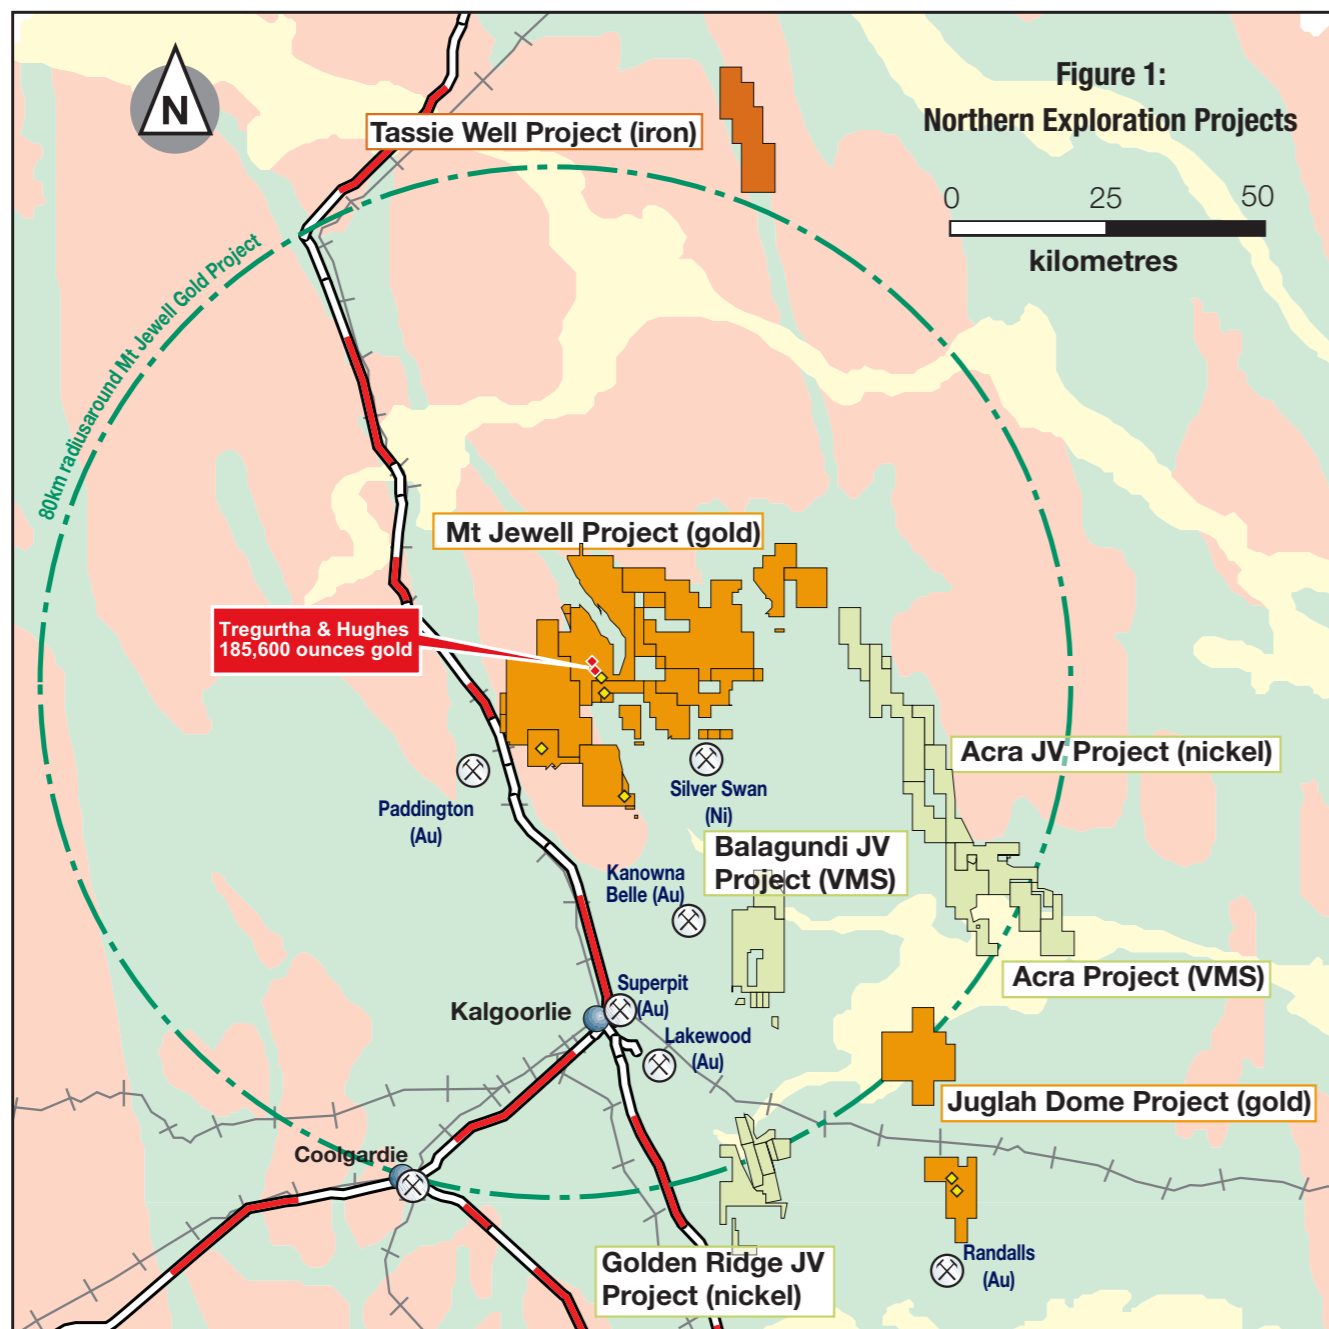 Figure 1:
Northern Exploration Projects
N
Tassie Well Project (iron)
0 25 50
kilometres
80km radiusaround Mt Jewell Gold Project
Mt Jewell Project (gold)
Tregurtha & Hughes
185,600 ounces gold
Acra JV Project (nickel)
Paddington
(Au)
Silver Swan
(Ni)
Balagundi JV
Project (VMS)
Kanowna
Belle (Au)
Acra Project (VMS)
Superpit
(Au)
Kalgoorlie
Lakewood
(Au)
Juglah Dome Project (gold)
Coolgardie
Randalls
(Au)
Golden Ridge JV
Project (nickel)